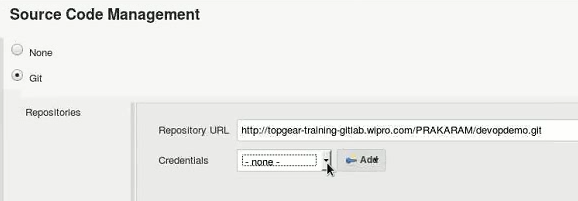 Source Code Management
None
Git
Repositories
Repository URL http://topgear-training-gitlab.wipro.com/PRAKARAM/devopdemo.git
Credentials - none - Add